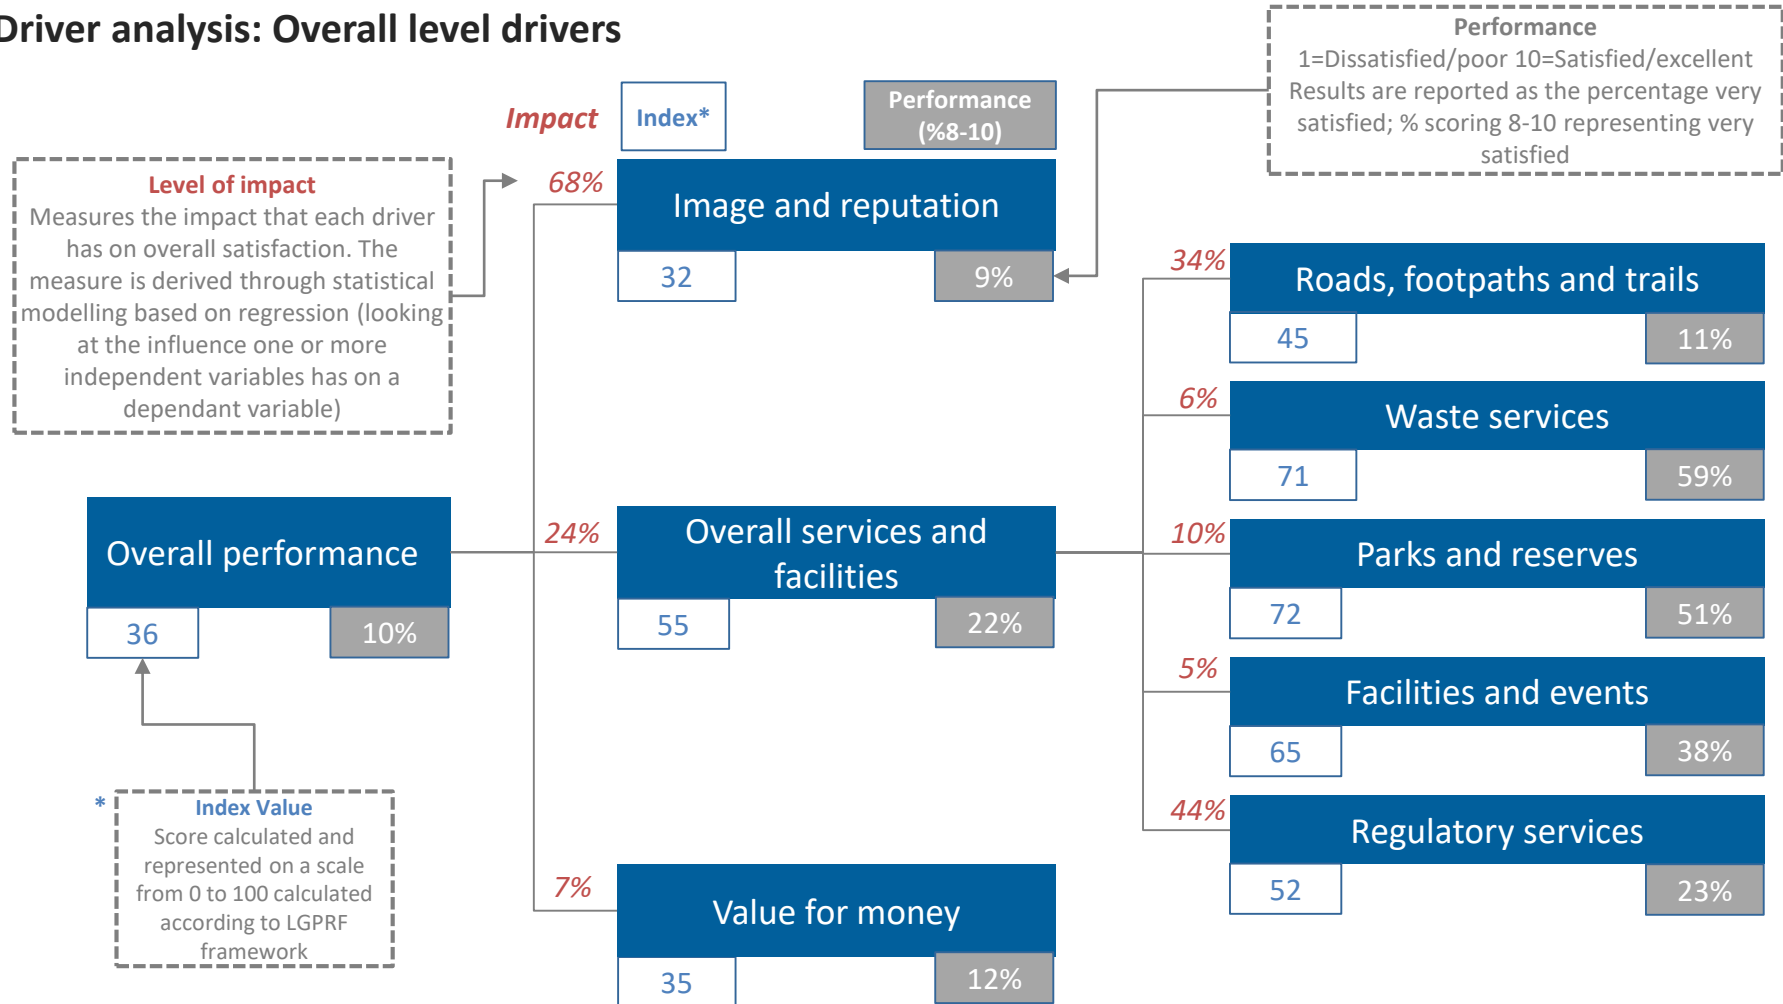 Driver analysis: Overall level drivers
Impact
Index*
Performance
(%8-10)
Performance
1=Dissatisfied/poor 10=Satisfied/excellent
Results are reported as the percentage very
satisfied; % scoring 8-10 representing very
satisfied
Level of impact
Measures the impact that each driver
has on overall satisfaction. The
measure is derived through statistical
modelling based on regression (looking
at the influence one or more
independent variables has on a
dependant variable)
68%
Image and reputation
32
9%
34%
Roads, footpaths and trails
45
11%
6%
Waste services
71
59%
Overall performance
36
10%
24%
Overall services and
facilities
55
22%
10%
Parks and reserves
72
51%
5%
Facilities and events
65
38%
*
Index Value
Score calculated and
represented on a scale
from 0 to 100 calculated
according to LGPRF
framework
44%
Regulatory services
52
23%
7%
Value for money
35
12%